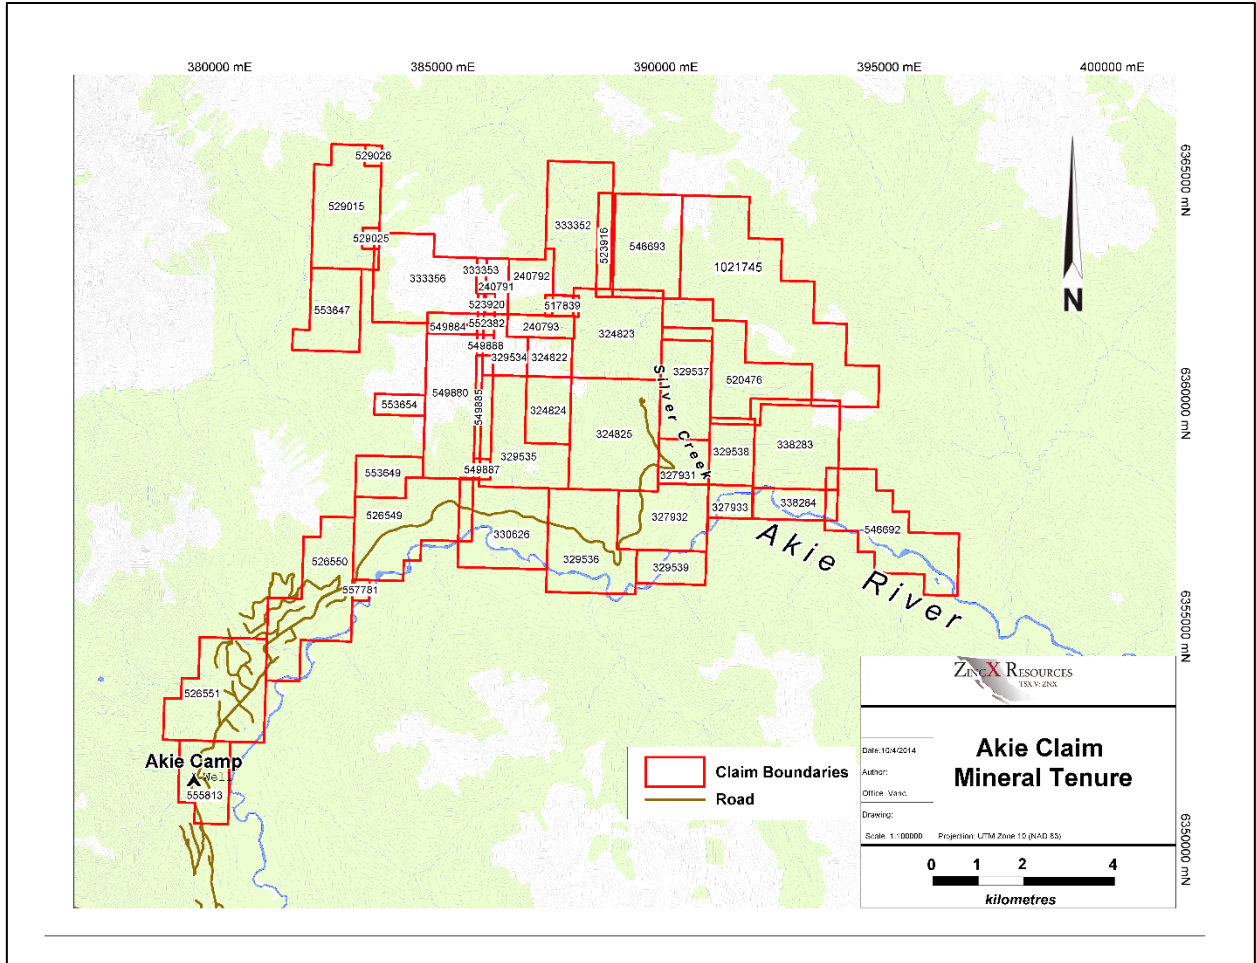 380000 mE
385000 mE
390000 mE
395000 mE
400000 mE
6365000 mN
6360000 mN
6355000 mN
6350000 mN
529026
529015
529025
333356
553647
333353
240791
240792
333352
523916
546693
1021745
523920
517839
549884
552382
240793
324823
549888
329534
324822
329537
520476
549880
549885
553654
324824
324825
Silver Creek
338283
329535
329538
549887
327931
553649
526549
327932
327933
338284
546692
330626
329536
329539
526550
557781
Akie River
526551
Akie Camp
Well
555813
N
Claim Boundaries
Road
ZINCX RESOURCES
TSX V: ZNX
Date: 10/4/2014
Author:
Office: Vanc.
Drawing:
Scale: 1:100000
Projection: UTM Zone 10 (NAD 83)
Akie Claim
Mineral Tenure
0 1 2 4
kilometres